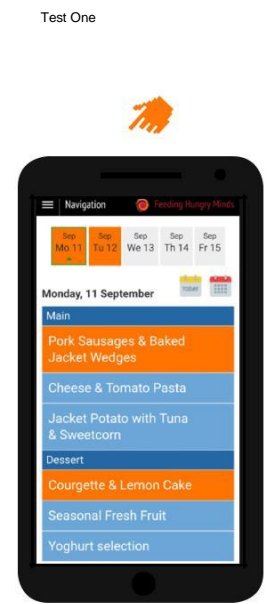 Test One
Navigation
Feeding Hungry Minds
Sep Sep Sep Sep Sep
Mo 11 Tu 12 We 13 Th 14 Fr 15
Monday, 11 September
TODAY
Main
Pork Sausages & Baked
Jacket Wedges
Cheese & Tomato Pasta
Jacket Potato with Tuna
& Sweetcorn
Dessert
Courgette & Lemon Cake
Seasonal Fresh Fruit
Yoghurt selection